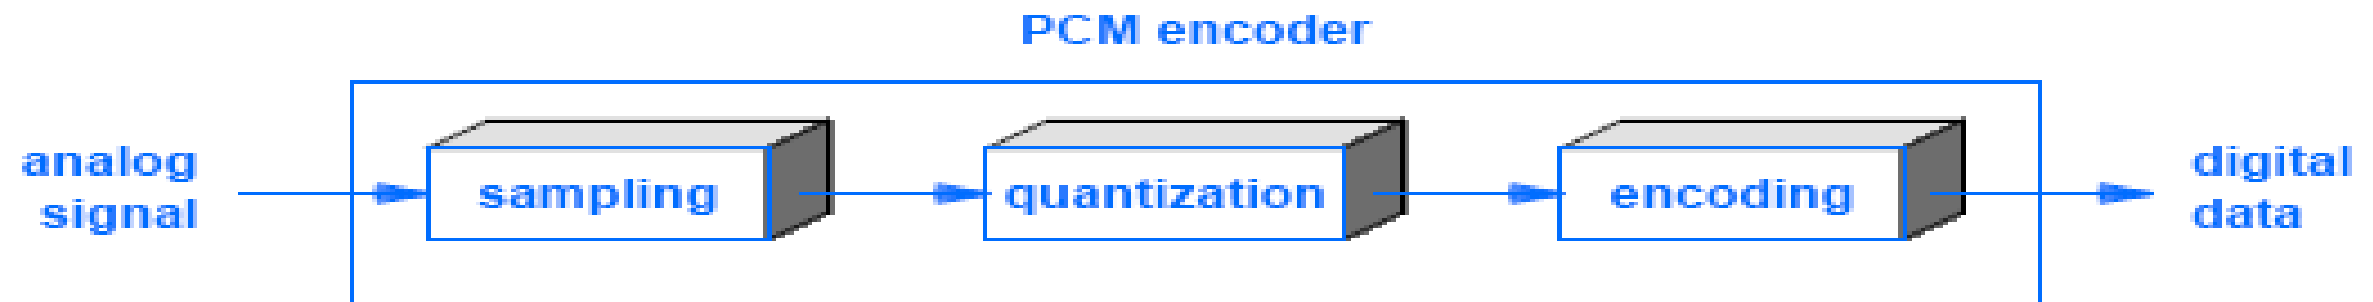 PCM encoder
analog
signal
sampling
quantization
encoding
digital
data